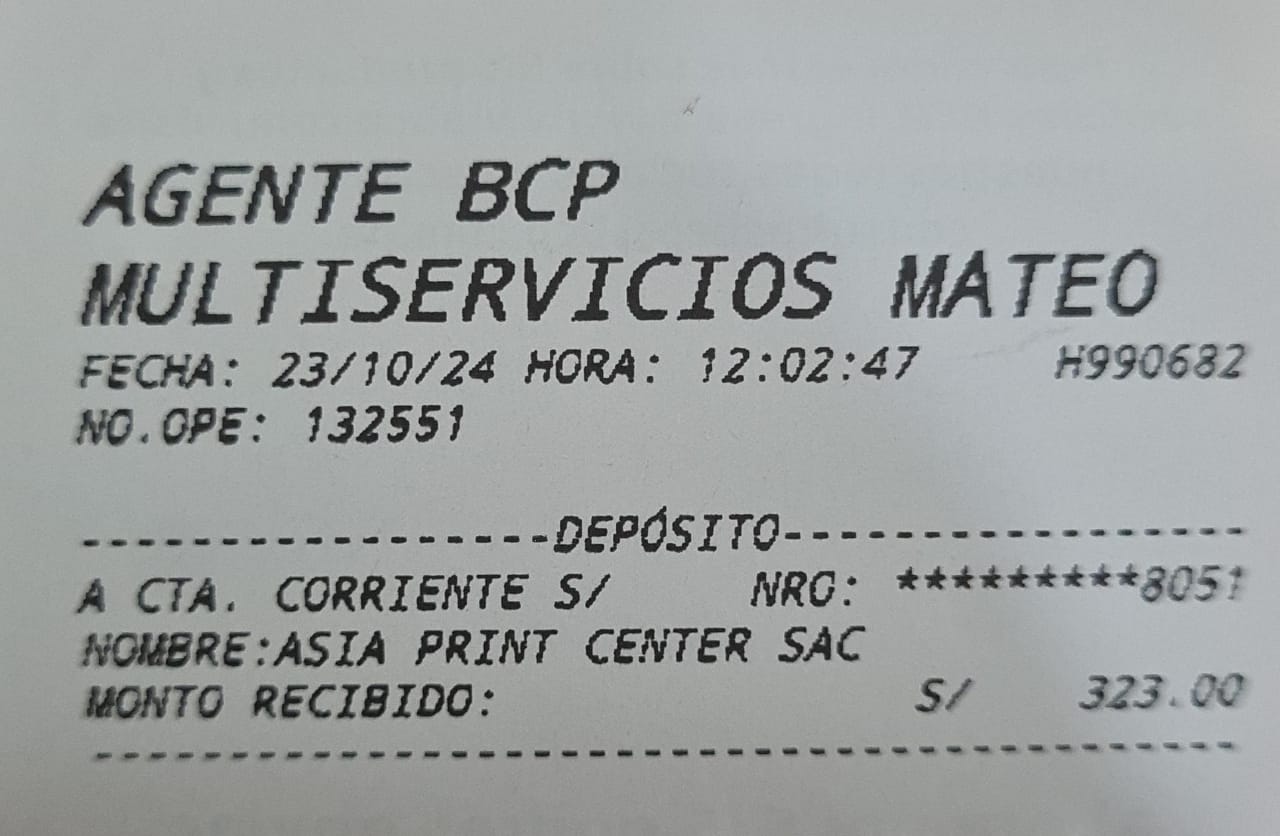 AGENTE BCP
MULTISERVICIOS MATEO
FECHA: 23/10/24 HORA: 12:02:47 H990682
NO.OPE: 132551
-----------------DEPÓSITO-----------------
A CTA. CORRIENTE S/ NRO: *********8051
NOMBRE:ASIA PRINT CENTER SAC
MONTO RECIBIDO: S/ 323.00
------------------------------------------